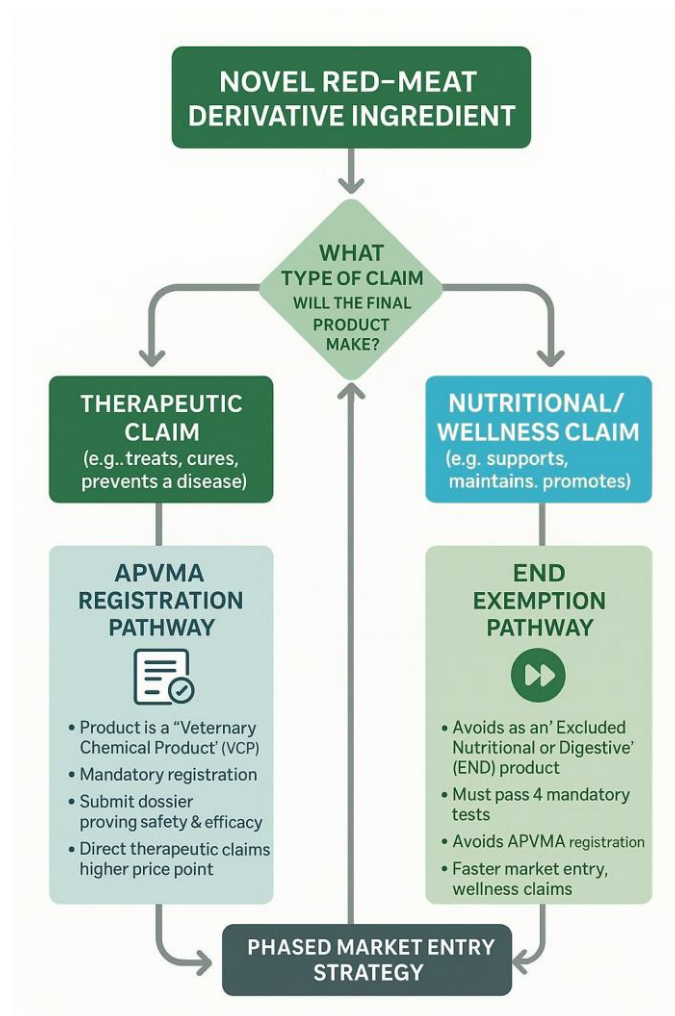 NOVEL RED-MEAT
DERIVATIVE INGREDIENT
WHAT
TYPE OF CLAIM
WILL THE FINAL
PRODUCT
MAKE?
THERAPEUTIC
CLAIM
(e.g..treats, cures,
prevents a disease)
NUTRITIONAL/
WELLNESS CLAIM
(e.g. supports,
maintains. promotes)
APVMA
REGISTRATION
PATHWAY
• Product is a “Veternary
Chemical Product’ (VCP)
• Mandatory registration
• Submit dossier
proving safety & efficacy
• Direct therapeutic claims
higher price point
END
EXEMPTION
PATHWAY
• Avoids as an’ Excluded
Nutritional or Digestive’
(END) product
• Must pass 4 mandatory
tests
• Avoids APVMA registration
• Faster market entry,
wellness claims
PHASED MARKET ENTRY
STRATEGY